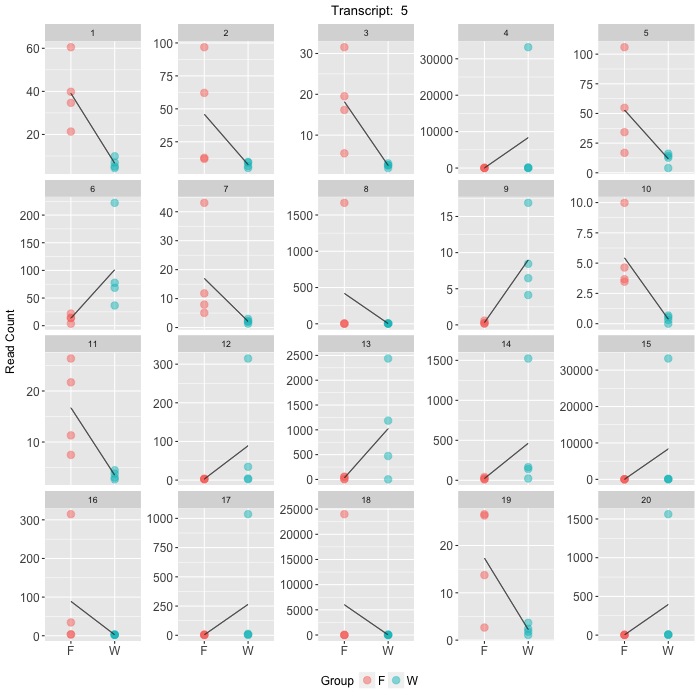 Transcript: 5
1 2 3 4 5
60 100 30 30000 100
40 75 20 20000 75
20 50 10 10000 50
25 0 25
0
6 7 8 9 10
200 40 1500 15 10.0
150 30 1000 10 7.5
100 20 500 5 5.0
50 10 0 0 2.5
0 0 0.0
Read Count
11 12 13 14 15
20 300 2500 1500 30000
10 200 2000 1000 20000
100 1500 500 10000
0 1000 0 0
500
0
16 17 18 19 20
300 1000 25000 20 1500
200 750 20000 10 1000
100 500 15000 0 500
0 250 10000 0
0 5000
0
F W F W F W F W F W
Group F W